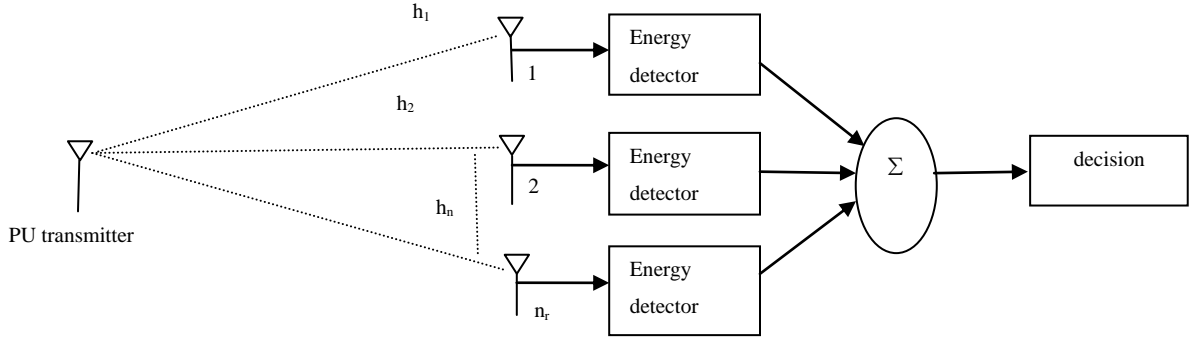 h1
1
Energy
detector
h2
PU transmitter
2
Energy
detector
Σ
decision
hn
nr
Energy
detector